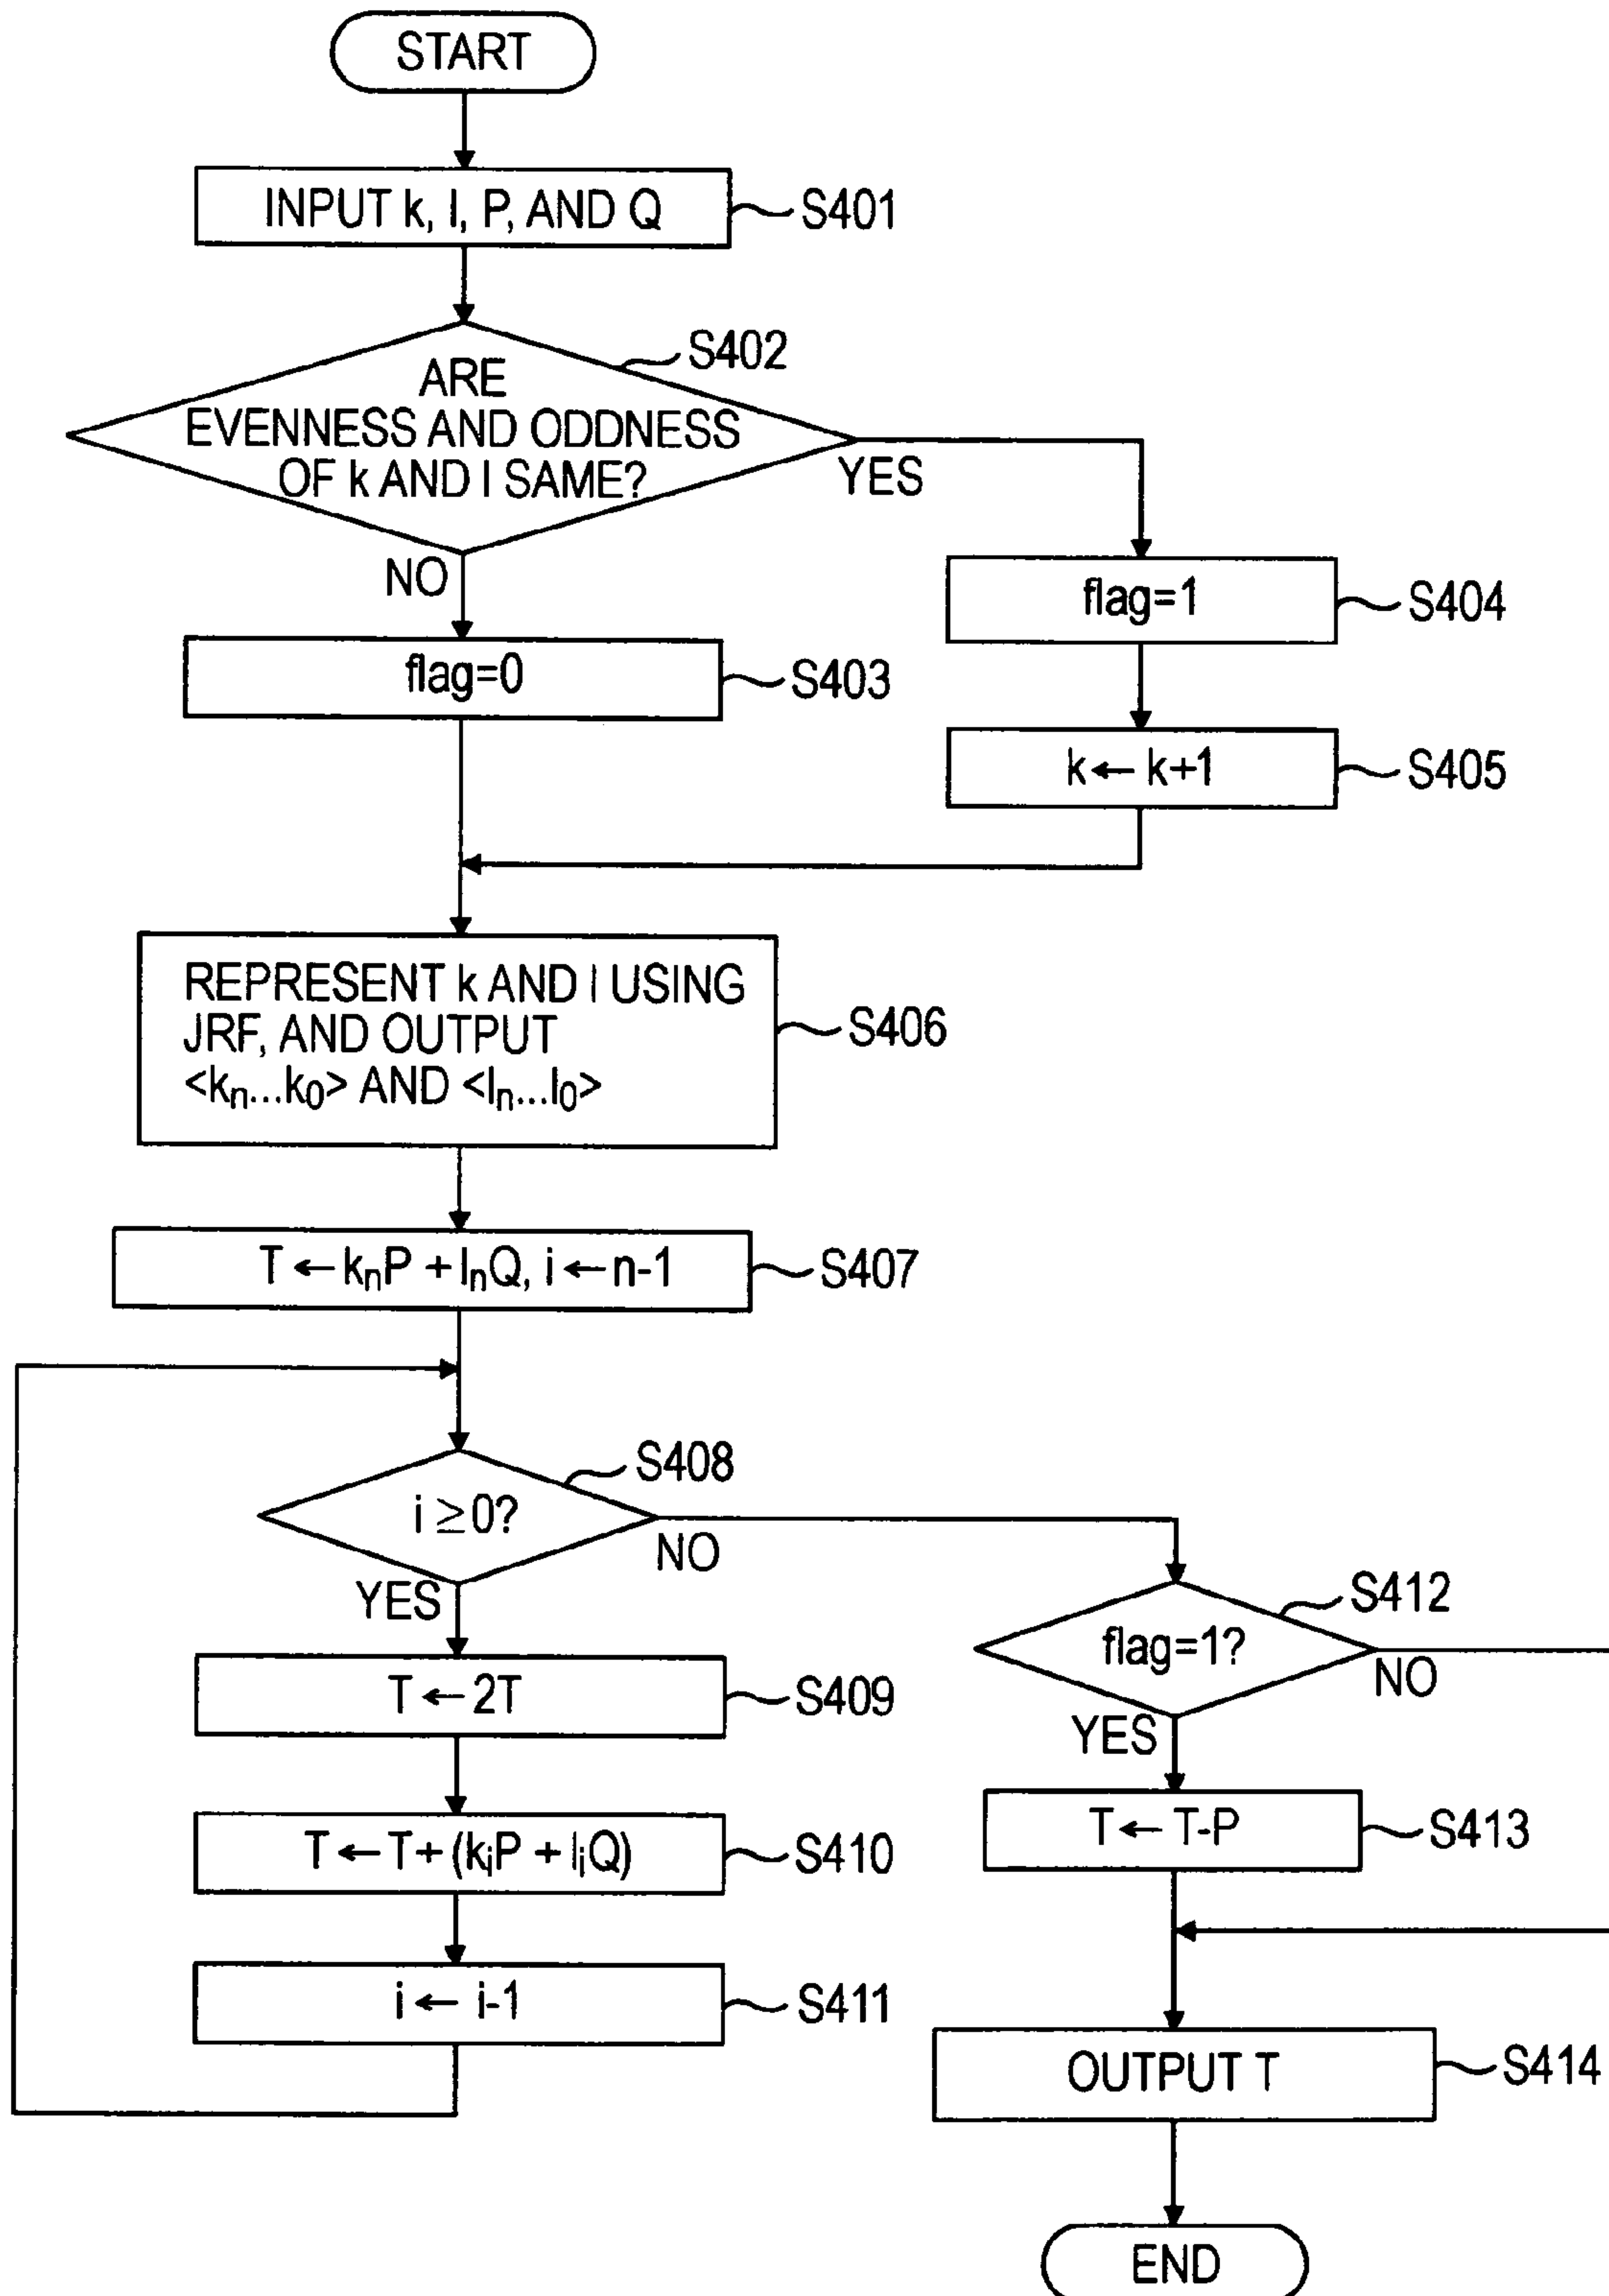 START
INPUT k, l, P, AND Q
S401
S402
ARE
EVENNESS AND ODDNESS
OF k AND l SAME?
YES
NO
flag=1
S404
flag=0
S403
k←k+1
S405
REPRESENT k AND l USING
JRF, AND OUTPUT
<kₙ...k₀> AND <lₙ...l₀>
S406
T←kₙP + lₙQ, i←n-1
S407
S408
i ≥0?
NO
YES
S412
flag=1?
NO
YES
T←2T
S409
T←T+ (kᵢP + lᵢQ)
S410
T←T-P
S413
i← i-1
S411
OUTPUT T
S414
END